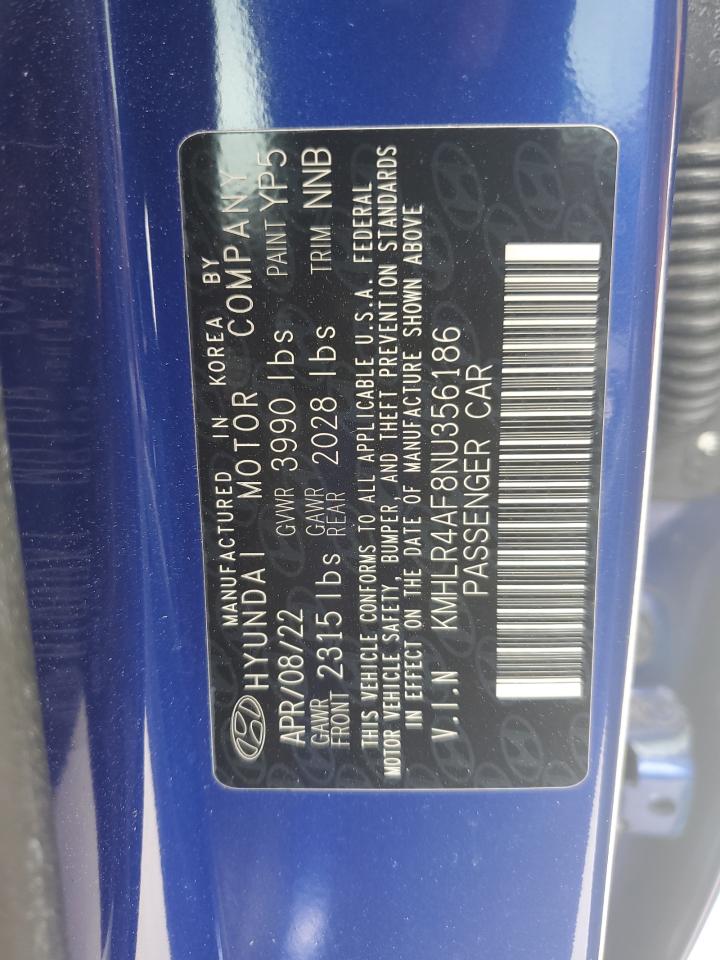 MANUFACTURED IN KOREA BY
HYUNDAI MOTOR COMPANY
APR/08/22 GVWR 3990 lbs PAINT YP5
GAWR FRONT 2315 lbs GAWR REAR 2028 lbs TRIM NNB
THIS VEHICLE CONFORMS TO ALL APPLICABLE U.S.A. FEDERAL
MOTOR VEHICLE SAFETY, BUMPER, AND THEFT PREVENTION STANDARDS
IN EFFECT ON THE DATE OF MANUFACTURE SHOWN ABOVE
V.I.N KMHLR4AF8NU356186
PASSENGER CAR